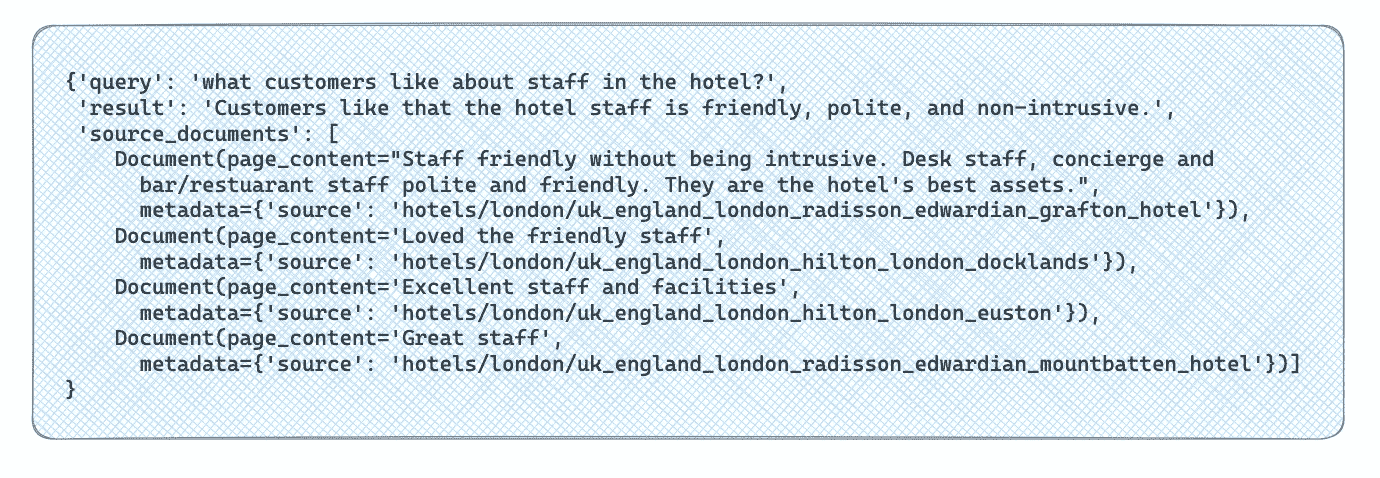 {'query': 'what customers like about staff in the hotel?',
'result': 'Customers like that the hotel staff is friendly, polite, and non-intrusive.',
'source_documents': [
Document(page_content="Staff friendly without being intrusive. Desk staff, concierge and
bar/restuarant staff polite and friendly. They are the hotel's best assets.",
metadata={'source': 'hotels/london/uk_england_london_radisson_edwardian_grafton_hotel'}),
Document(page_content='Loved the friendly staff',
metadata={'source': 'hotels/london/uk_england_london_hilton_london_docklands'}),
Document(page_content='Excellent staff and facilities',
metadata={'source': 'hotels/london/uk_england_london_hilton_london_euston'}),
Document(page_content='Great staff',
metadata={'source': 'hotels/london/uk_england_london_radisson_edwardian_mountbatten_hotel'})]
}